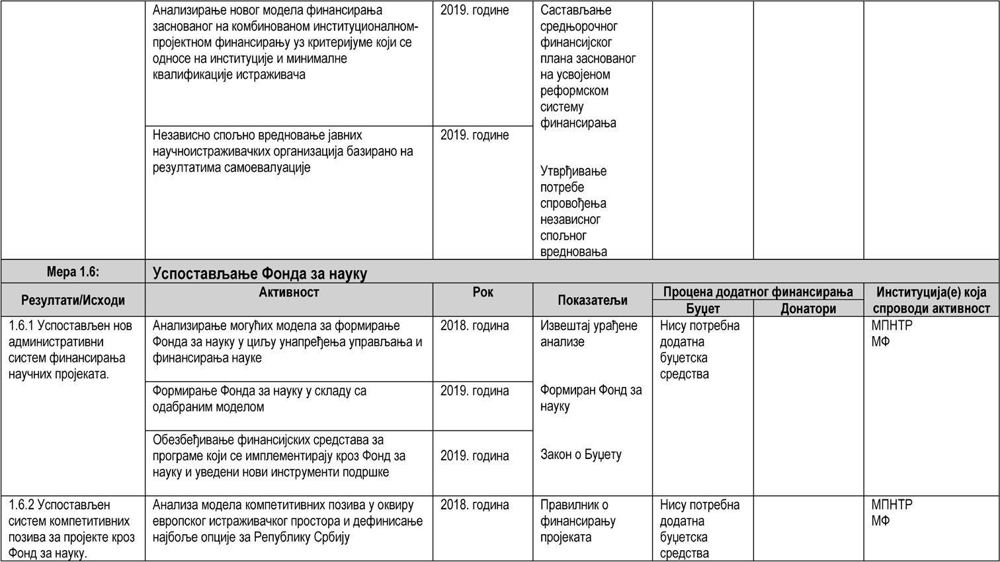 Анализирање новог модела финансирања
заснованог на комбинованом институционалном-
пројектном финансирању уз критеријуме који се
односе на институције и минималне
квалификације истраживача
2019. године
Састављање
средњорочног
финансијског
плана заснованог
на усвојеном
реформском
систему
финансирања
Независно спољно вредновање јавних
научноистраживачких организација базирано на
резултатима самоевалуације
2019. године
Утврђивање
потребе
спровођења
независног
спољног
вредновања
Мера 1.6:
Успостављање Фонда за науку
Резултати/Исходи
Активност
Рок
Показатељи
Процена додатног финансирања
Буџет
Донатори
Институција(е) која
спроводи активност
1.6.1 Успостављен нов
административни
систем финансирања
научних пројеката.
Анализирање могућих модела за формирање
Фонда за науку у циљу унапређења управљања и
финансирања науке
2018. година
Извештај урађене
анализе
Нису потребна
додатна
буџетска
средства
МПНТР
МФ
Формирање Фонда за науку у складу са
одабраним моделом
2019. година
Формиран Фонд за
науку
Обезбеђивање финансијских средстава за
програме који се имплементирају кроз Фонд за
науку и уведени нови инструменти подршке
2019. година
Закон о Буџету
1.6.2 Успостављен
систем компетитивних
позива за пројекте кроз
Фонд за науку.
Анализа модела компетитивних позива у оквиру
европског истраживачког простора и дефинисање
најбоље опције за Републику Србију
2018. година
Правилник о
финансирању
пројеката
Нису потребна
додатна
буџетска
средства
МПНТР
МФ